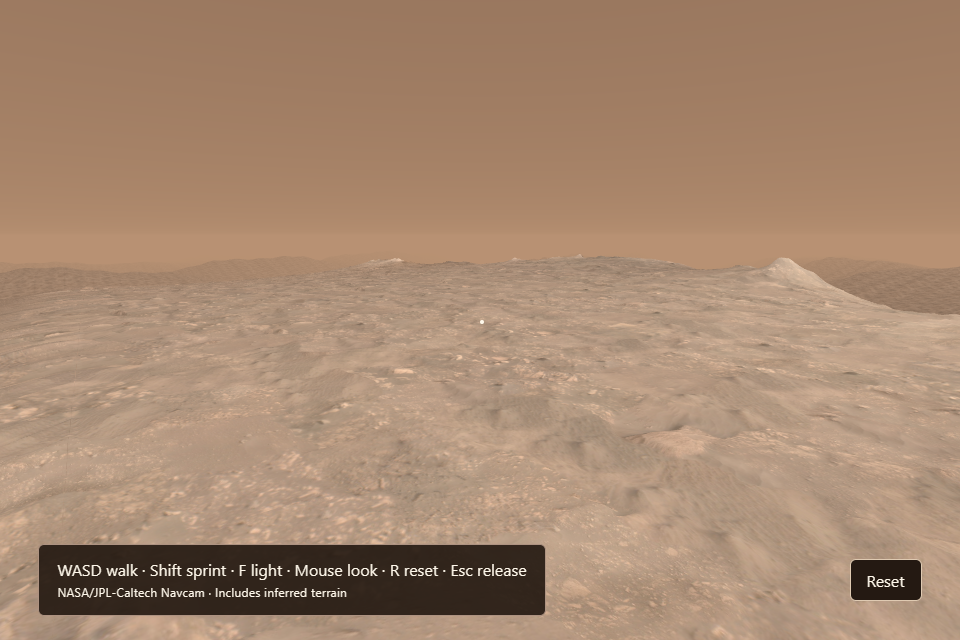 WASD walk · Shift sprint · F light · Mouse look · R reset · Esc release
NASA/JPL-Caltech Navcam · Includes inferred terrain
Reset